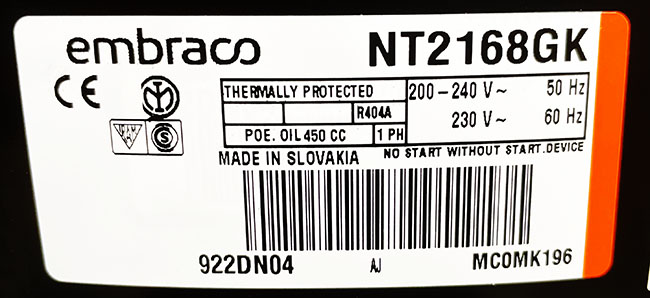 embraco NT2168GK
CE
THERMALLY PROTECTED 200-240 V~ 50 Hz
R404A 230 V~ 60 Hz
POE. OIL 450 CC 1 PH
MADE IN SLOVAKIA NO START WITHOUT START.DEVICE
922DN04 AJ MC0MK196